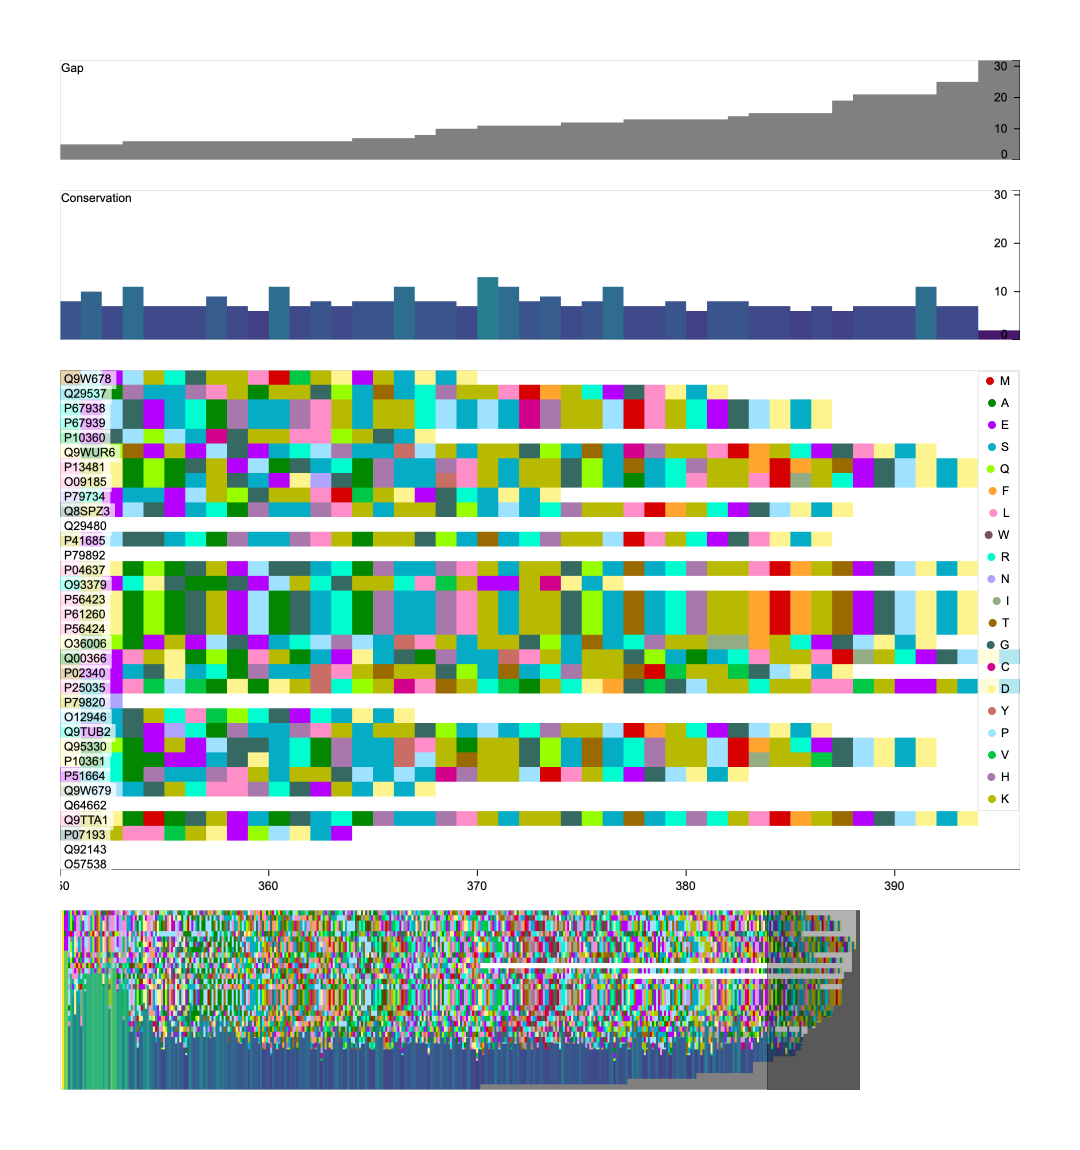 Gap
30
20
10
0
Conservation
30
20
10
0
Q9W678
Q29537
P67938
P67939
P10360
Q9WUR6
P13481
O09185
P79734
Q8SPZ3
Q29480
P41685
P79892
P04637
O93379
P56423
P61260
P56424
O36006
Q00366
P02340
P25035
P79820
O12946
Q9TUB2
Q95330
P10361
P51664
Q9W679
Q64662
Q9TTA1
P07193
Q92143
O57538
M
A
E
S
Q
F
L
W
R
N
I
T
G
C
D
Y
P
V
H
K
50 360 370 380 390